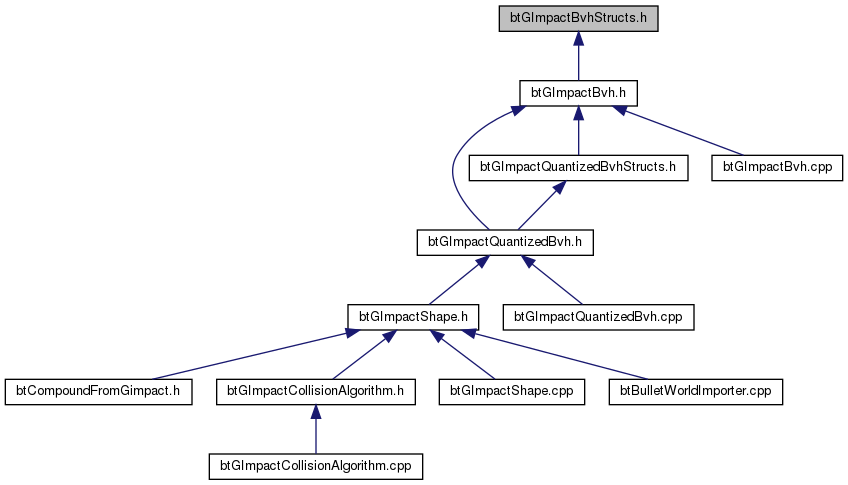 btGImpactBvhStructs.h
btGImpactBvh.h
btGImpactQuantizedBvhStructs.h
btGImpactBvh.cpp
btGImpactQuantizedBvh.h
btGImpactShape.h
btGImpactQuantizedBvh.cpp
btCompoundFromGimpact.h
btGImpactCollisionAlgorithm.h
btGImpactShape.cpp
btBulletWorldImporter.cpp
btGImpactCollisionAlgorithm.cpp